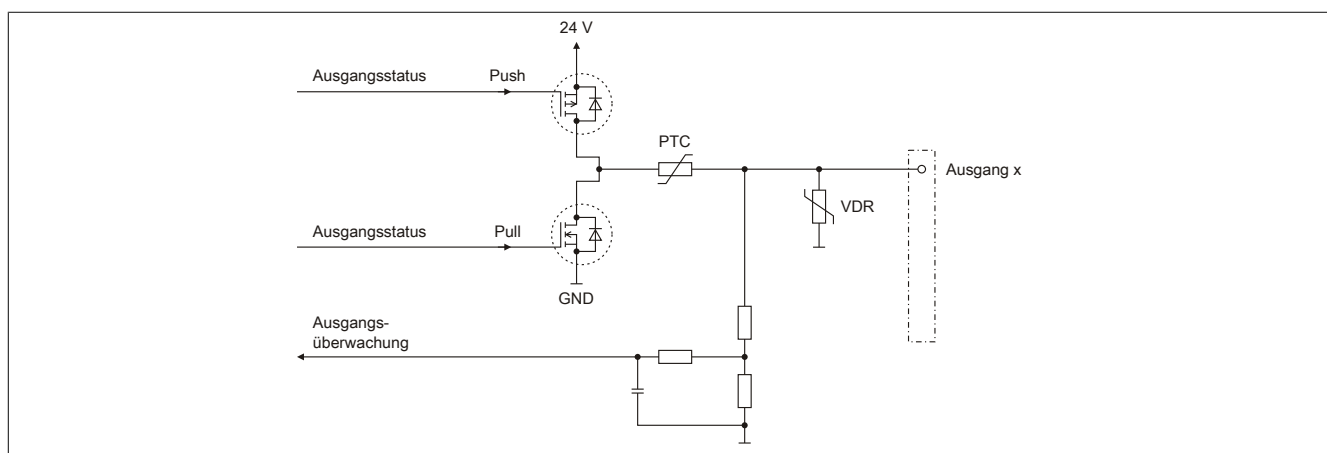 24 V
Ausgangsstatus
Push
PTC
Ausgang x
VDR
Ausgangsstatus
Pull
GND
Ausgangs-
überwachung